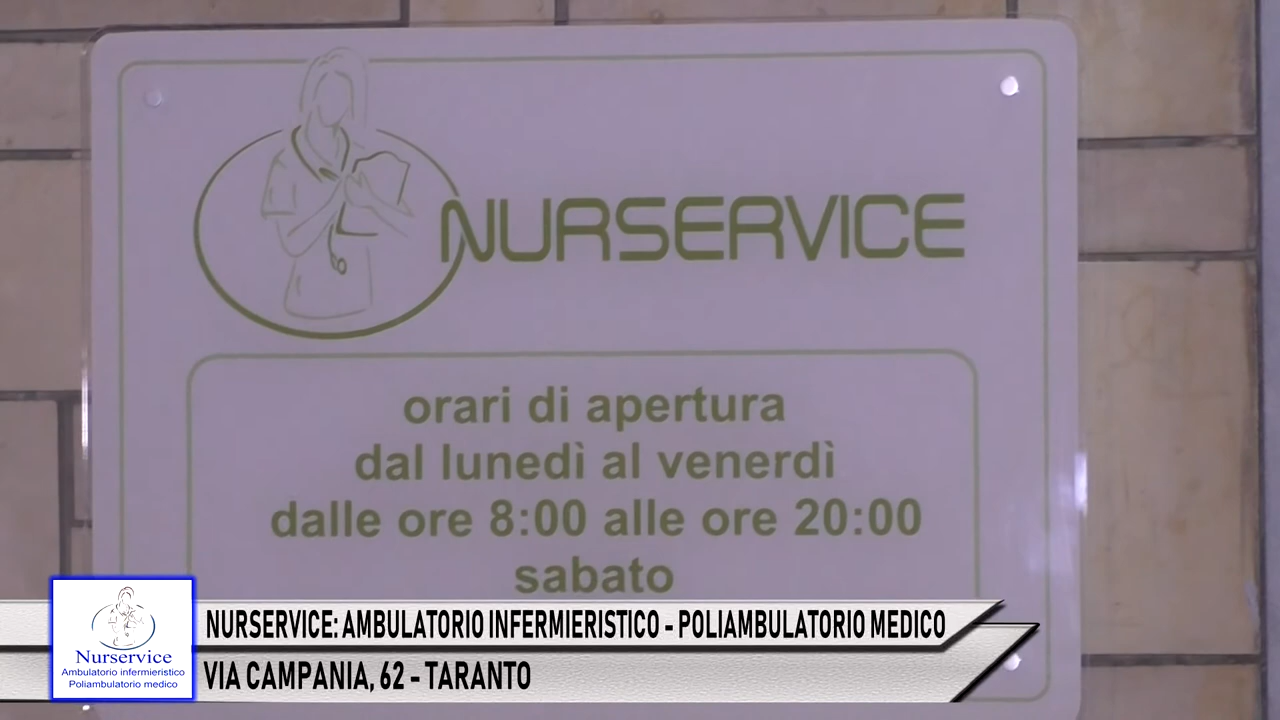 NURSERVICE
orari di apertura
dal lunedì al venerdì
dalle ore 8:00 alle ore 20:00
sabato
NURSERVICE: AMBULATORIO INFERMIERISTICO - POLIAMBULATORIO MEDICO
VIA CAMPANIA, 62 - TARANTO
Nurservice
Ambulatorio infermieristico
Poliambulatorio medico